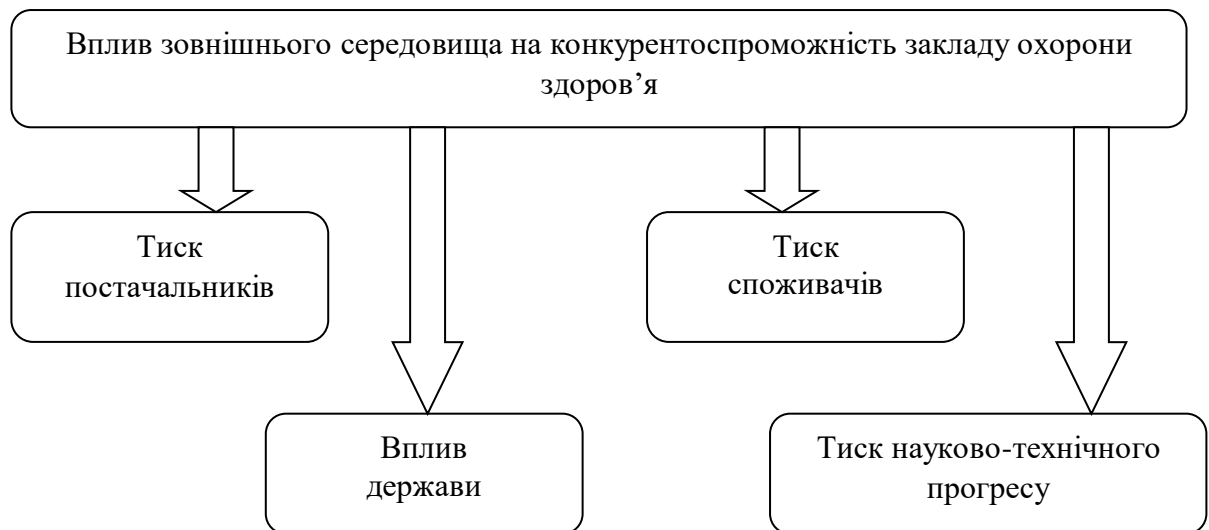 Вплив зовнішнього середовища на конкурентоспроможність закладу охорони
здоров’я
Тиск
постачальників
Тиск
споживачів
Вплив
держави
Тиск науково-технічного
прогресу